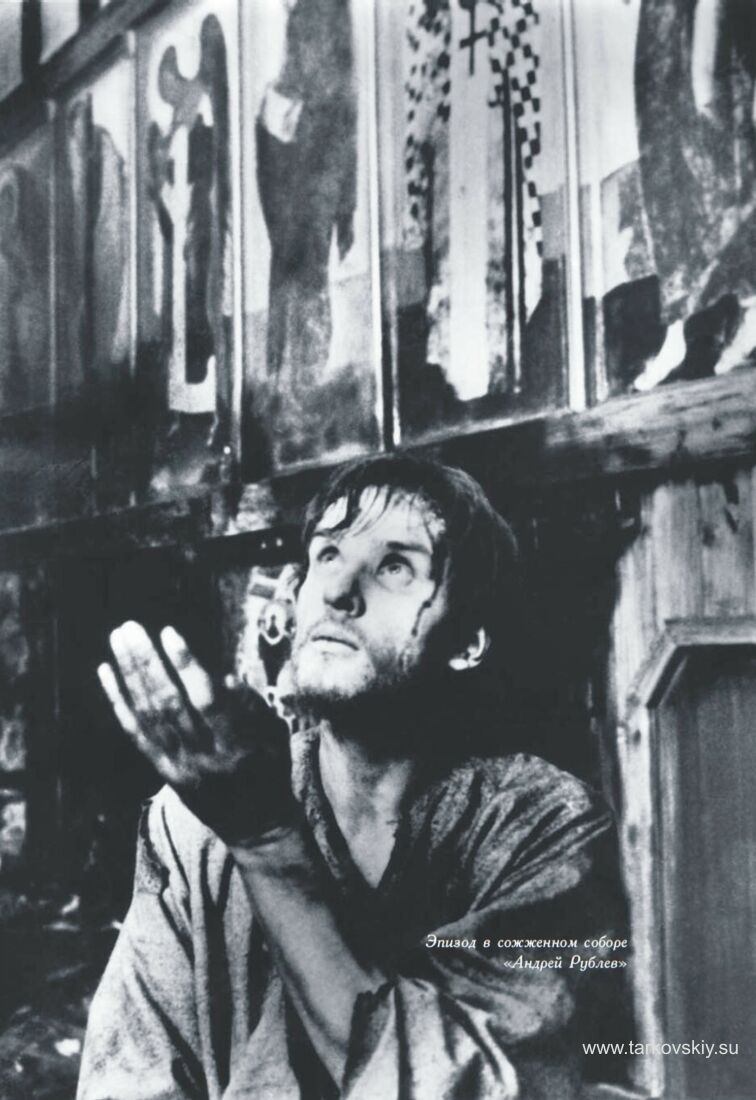 Эпизод в сожженном соборе
«Андрей Рублев»
www.tarkovskiy.su